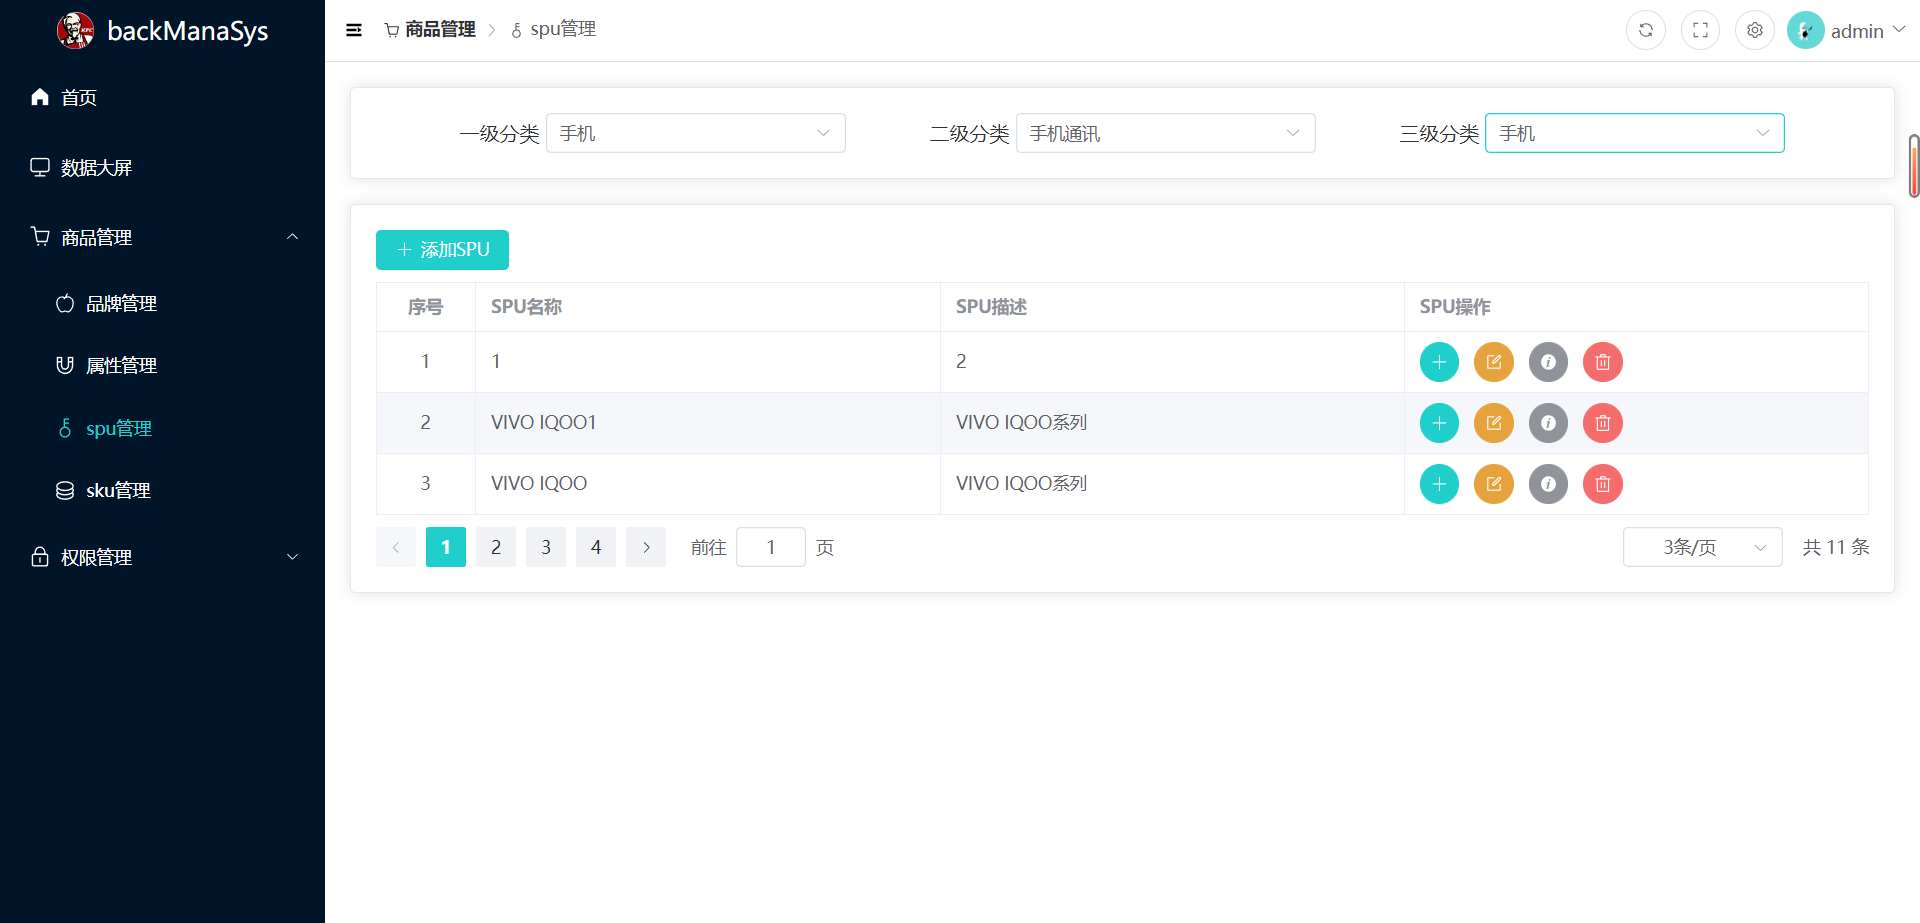 backManaSys
首页
数据大屏
商品管理
品牌管理
属性管理
spu管理
sku管理
权限管理
商品管理 spu管理
admin
一级分类 手机 二级分类 手机通讯 三级分类 手机
添加SPU
序号 SPU名称 SPU描述 SPU操作
1 1 2
2 VIVO IQOO1 VIVO IQOO系列
3 VIVO IQOO VIVO IQOO系列
1 2 3 4 前往 1 页 3条/页 共 11 条